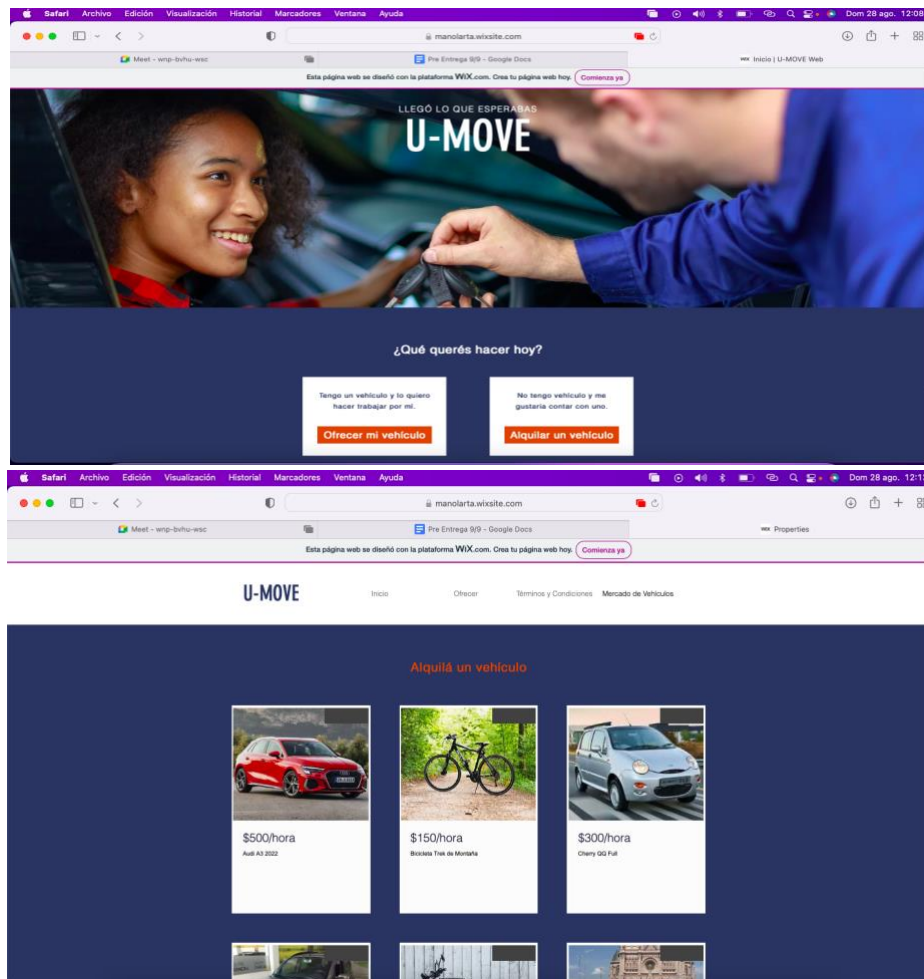 Safari Archivo Edición Visualización Historial Marcadores Ventana Ayuda Dom 28 ago. 12:08
manolarta.wixsite.com
Meet - wnp-bvhu-wsc Pre Entrega 9/9 - Google Docs WIX Inicio | U-MOVE Web
Esta página web se diseñó con la plataforma WiX.com. Crea tu página web hoy. Comienza ya
LLEGÓ LO QUE ESPERABAS
U-MOVE
¿Qué querés hacer hoy?
Tengo un vehículo y lo quiero No tengo vehículo y me
hacer trabajar por mí. gustaría contar con uno.
Ofrecer mi vehículo Alquilar un vehículo
Safari Archivo Edición Visualización Historial Marcadores Ventana Ayuda Dom 28 ago.
manolarta.wixsite.com
Meet - wnp-bvhu-wsc Pre Entrega 9/9 - Google Docs WIX Properties
Esta página web se diseñó con la plataforma WiX.com. Crea tu página web hoy. Comienza ya
U-MOVE Inicio Ofrecer Términos y Condiciones Mercado de Vehículos
Alquilá un vehículo
$500/hora $150/hora $300/hora
Audi A3 2022 Bicicleta Trek de Montaña Cherry QQ Full